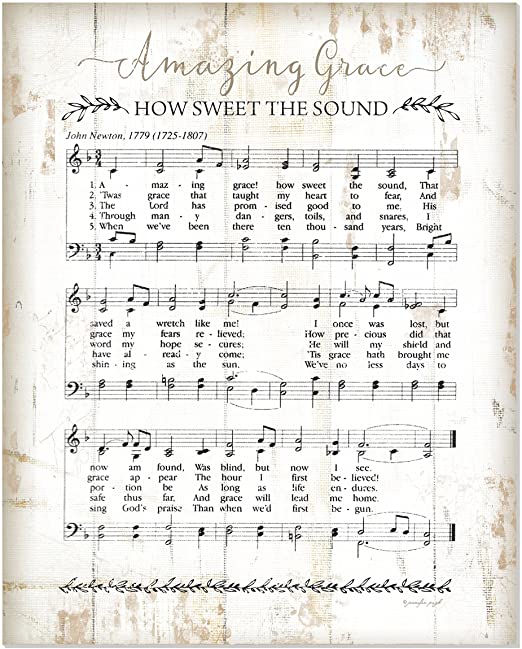 Amazing Grace
HOW SWEET THE SOUND
John Newton, 1779 (1725-1807)
1. A - maz - ing grace! how sweet the sound, That
2. 'Twas grace that taught my heart to fear, And
3. The Lord has prom - ised good to me, His
4. Through man - y dan - gers, toils, and snares, I
5. When we've been there ten thou - sand years, Bright
saved a wretch like me! I once was lost, but
grace my fears re - lieved; How pre - cious did that
word my hope se - cures; He will my shield and
have al - read - y come; 'Tis grace hath brought me
shin - ing as the sun, We've no less days to
now am found, Was blind, but now I see.
grace ap - pear The hour I first be - lieved!
por - tion be As long as life en - dures.
safe thus far, And grace will lead me home.
sing God's praise Than when we'd first be - gun.